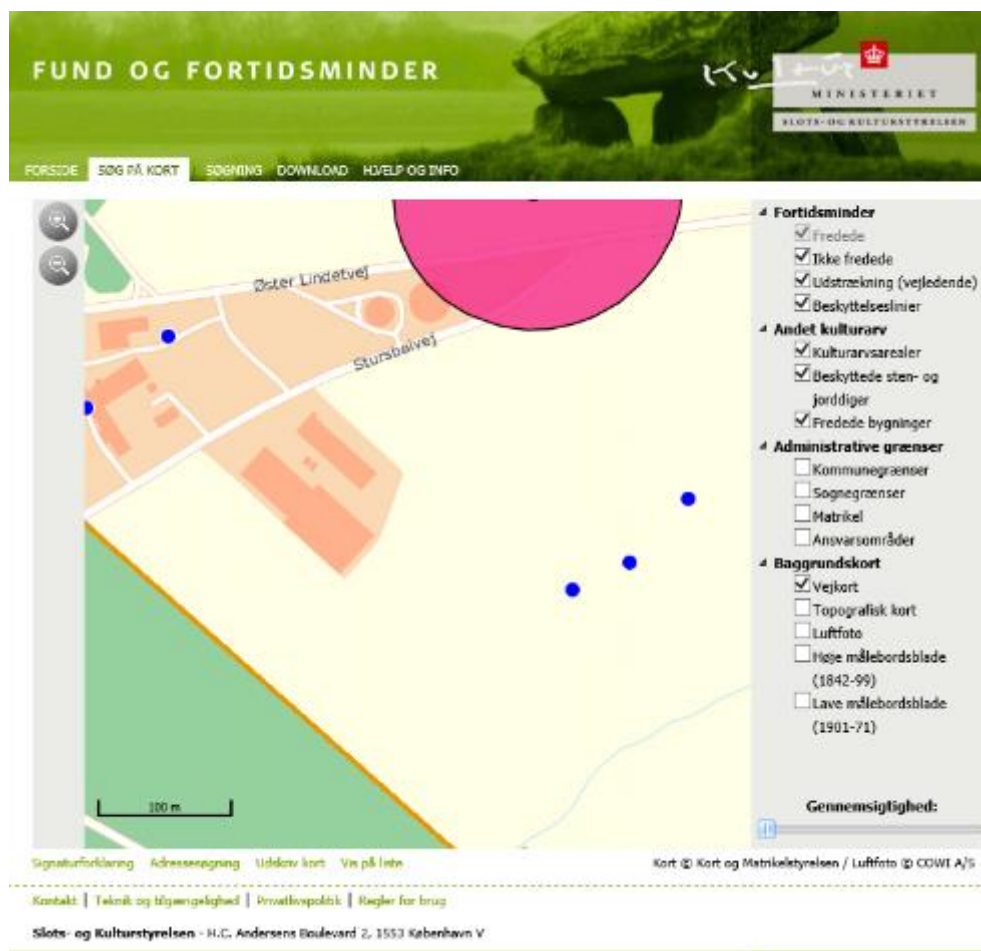 FUND OG FORTIDSMINDER
Kultur
MINISTERIET
SLOTS- OG KULTURSTYRELSEN
FORSIDE SØG PÅ KORT SØGNING DOWNLOAD HJÆLP OG INFO
Øster Lindetvej
Stursbølvej
100 m
Fortidsminder
Fredede
Ikke fredede
Udstrækning (vejledende)
Beskyttelseslinier
Andet kulturarv
Kulturarvsarealer
Beskyttede sten- og
jorddiger
Fredede bygninger
Administrative grænser
Kommunegrænser
Sognegrænser
Matrikel
Ansvarsområder
Baggrundskort
Vejkort
Topografisk kort
Luftfoto
Høje målebordsblade
(1842-99)
Lave målebordsblade
(1901-71)
Gennemsigtighed:
Signaturforklaring Adressesøgning Udskriv kort Vis på liste
Kort © Kort og Matrikelstyrelsen / Luftfoto © COWI A/S
Kontakt | Teknik og tilgængelighed | Privatlivspolitik | Regler for brug
Slots- og Kulturstyrelsen - H.C. Andersens Boulevard 2, 1553 København V